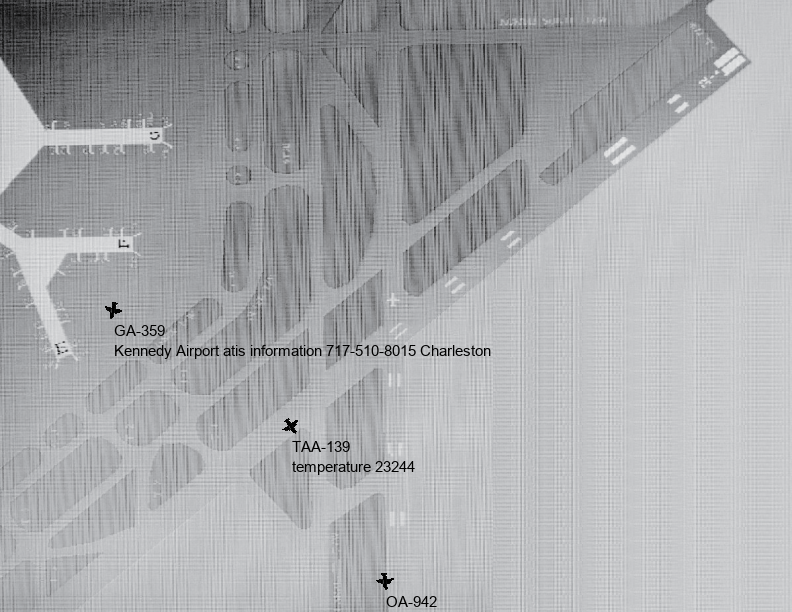 G
F
E
GA-359
Kennedy Airport atis information 717-510-8015 Charleston
TAA-139
temperature 23244
OA-942